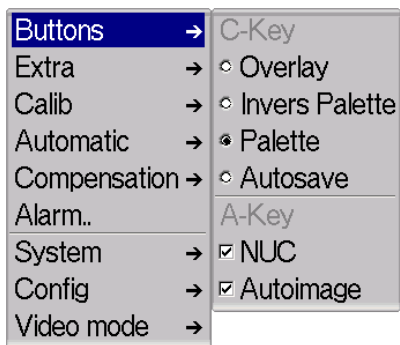 Buttons
Extra
Calib
Automatic
Compensation
Alarm..
System
Config
Video mode
C-Key
Overlay
Invers Palette
Palette
Autosave
A-Key
NUC
Autoimage